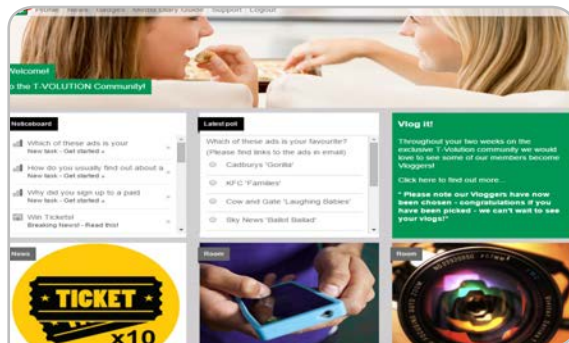 Home News Badges Media Diary Guide Support Logout
Welcome!
o the T-VOLUTION Community!
Noticeboard
Which of these ads is your
New task - Get started »
How do you usually find out about a
New task - Get started »
Why did you sign up to a paid
New task - Get started »
Win Tickets!
Breaking News! - Read this!
Latest poll
Which of these ads is your favourite?
(Please find links to the ads in email)
Cadburys 'Gorilla'
KFC 'Families'
Cow and Gate 'Laughing Babies'
Sky News 'Ballot Ballad'
Vlog it!
Throughout your two weeks on the
exclusive T-Volution community we would
love to see some of our members become
Vloggers!
Click here to find out more...
* Please note our Vloggers have now
been chosen - congratulations if you
have been picked - we can't wait to see
your vlogs!*
News
TICKET
x10
Room
Room